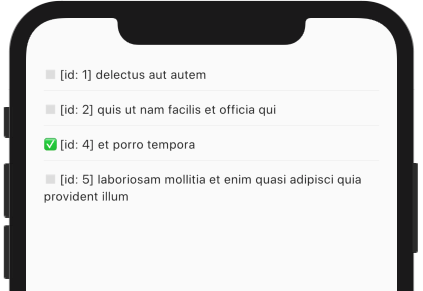 [id: 1] delectus aut autem
[id: 2] quis ut nam facilis et officia qui
[id: 4] et porro tempora
[id: 5] laboriosam mollitia et enim quasi adipisci quia
provident illum